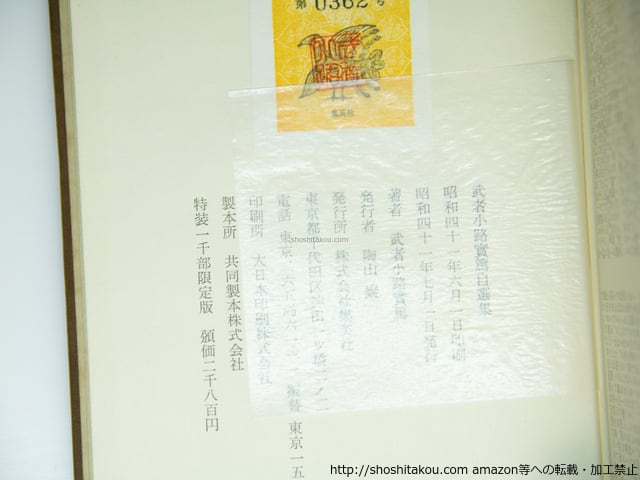 第 0362 号
集英社
武者小路實篤自選集
昭和四十一年六月一日印刷
昭和四十一年七月一日発行
著者 武者小路實篤
発行者 陶山巖
発行所 株式会社集英社
東京都千代田区神田一ツ橋二ノ三
電話 東京 六五局六 振替 東京一五
印刷所 大日本印刷株式会社
製本所 共同製本株式会社
特装一千部限定版 頒価二千八百円
shoshitakou.com
http://shoshitakou.com amazon等への転載・加工禁止